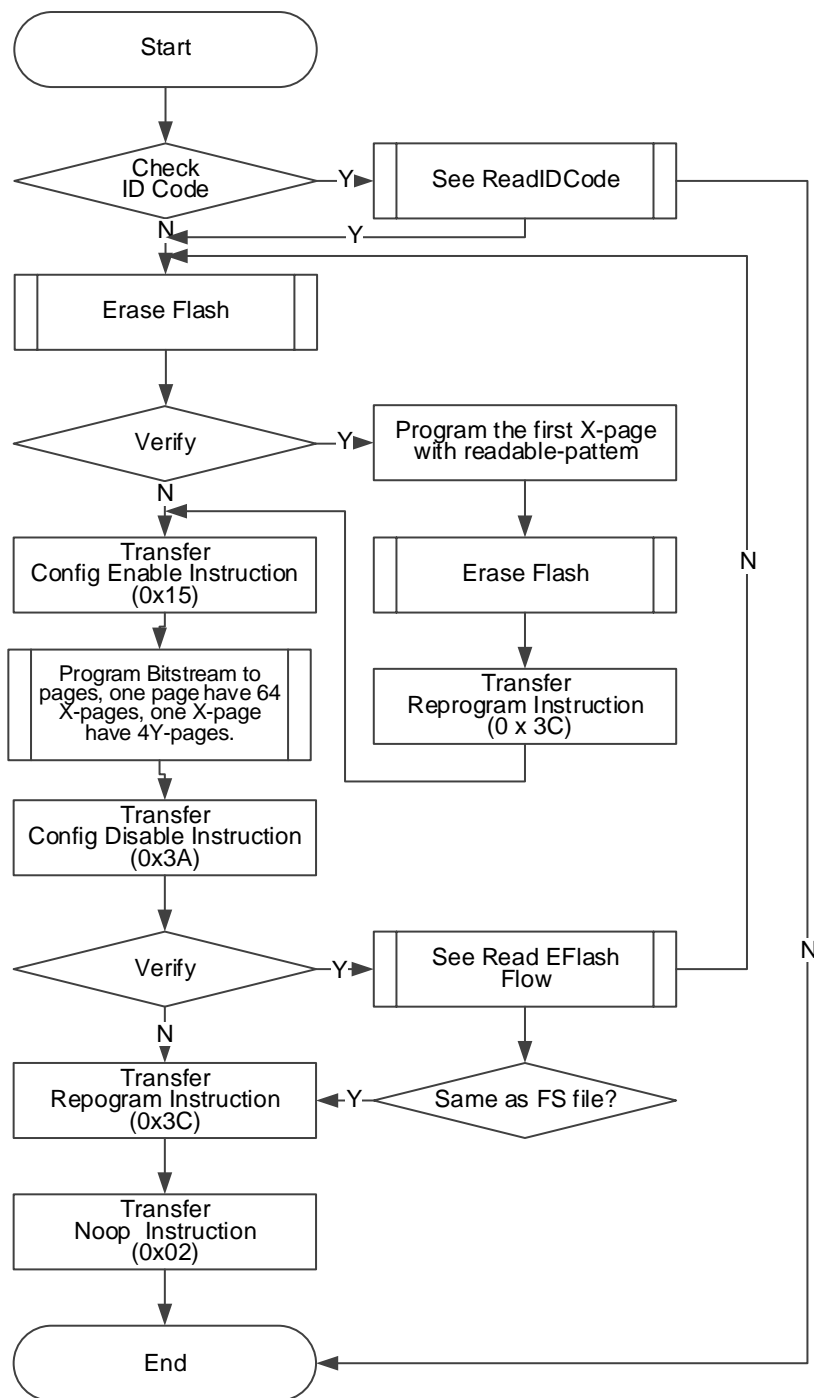 Start
Check
ID Code
Y
See ReadIDCode
N
Y
Erase Flash
Verify
Y
Program the first X-page
with readable-pattem
N
Transfer
Config Enable Instruction
(0x15)
Erase Flash
N
Program Bitstream to
pages, one page have 64
X-pages, one X-page
have 4Y-pages.
Transfer
Reprogram Instruction
(0 x 3C)
Transfer
Config Disable Instruction
(0x3A)
Verify
Y
See Read EFlash
Flow
N
N
Transfer
Repogram Instruction
(0x3C)
Y
Same as FS file?
Transfer
Noop Instruction
(0x02)
End